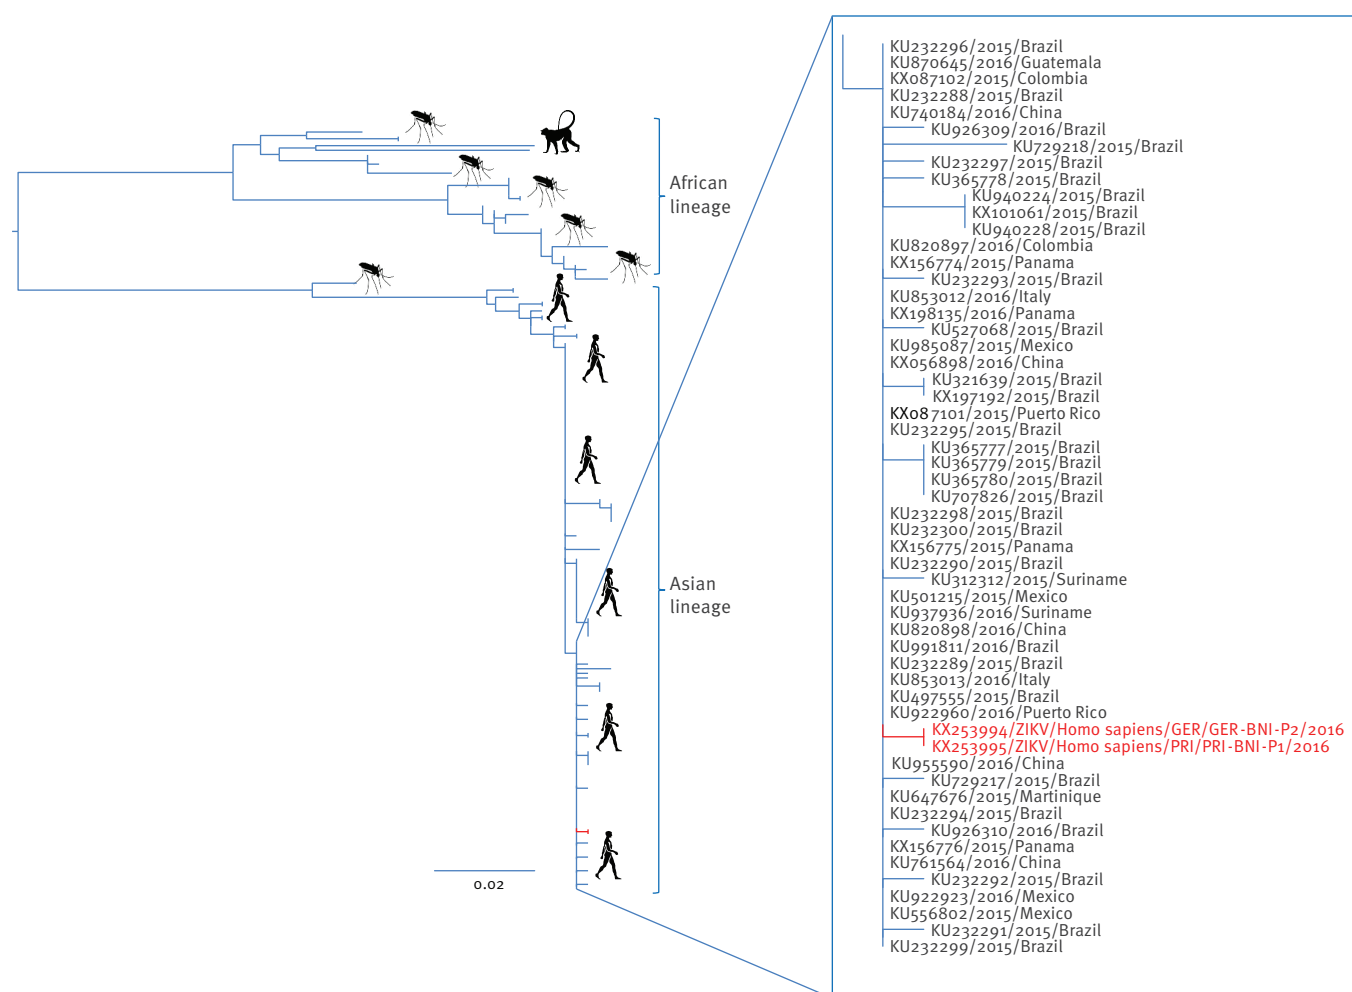 African
lineage
Asian
lineage
0.02
KU232296/2015/Brazil
KU870645/2016/Guatemala
KX087102/2015/Colombia
KU232288/2015/Brazil
KU740184/2016/China
KU926309/2016/Brazil
KU729218/2015/Brazil
KU232297/2015/Brazil
KU365778/2015/Brazil
KU940224/2015/Brazil
KX101061/2015/Brazil
KU940228/2015/Brazil
KU820897/2016/Colombia
KX156774/2015/Panama
KU232293/2015/Brazil
KU853012/2016/Italy
KX198135/2016/Panama
KU527068/2015/Brazil
KU985087/2015/Mexico
KX056898/2016/China
KU321639/2015/Brazil
KX197192/2015/Brazil
KX087101/2015/Puerto Rico
KU232295/2015/Brazil
KU365777/2015/Brazil
KU365779/2015/Brazil
KU365780/2015/Brazil
KU707826/2015/Brazil
KU232298/2015/Brazil
KU232300/2015/Brazil
KX156775/2015/Panama
KU232290/2015/Brazil
KU312312/2015/Suriname
KU501215/2015/Mexico
KU937936/2016/Suriname
KU820898/2016/China
KU991811/2016/Brazil
KU232289/2015/Brazil
KU853013/2016/Italy
KU497555/2015/Brazil
KU922960/2016/Puerto Rico
KX253994/ZIKV/Homo sapiens/GER/GER-BNI-P2/2016
KX253995/ZIKV/Homo sapiens/PRI/PRI-BNI-P1/2016
KU955590/2016/China
KU729217/2015/Brazil
KU647676/2015/Martinique
KU232294/2015/Brazil
KU926310/2016/Brazil
KX156776/2015/Panama
KU761564/2016/China
KU232292/2015/Brazil
KU922923/2016/Mexico
KU556802/2015/Mexico
KU232291/2015/Brazil
KU232299/2015/Brazil